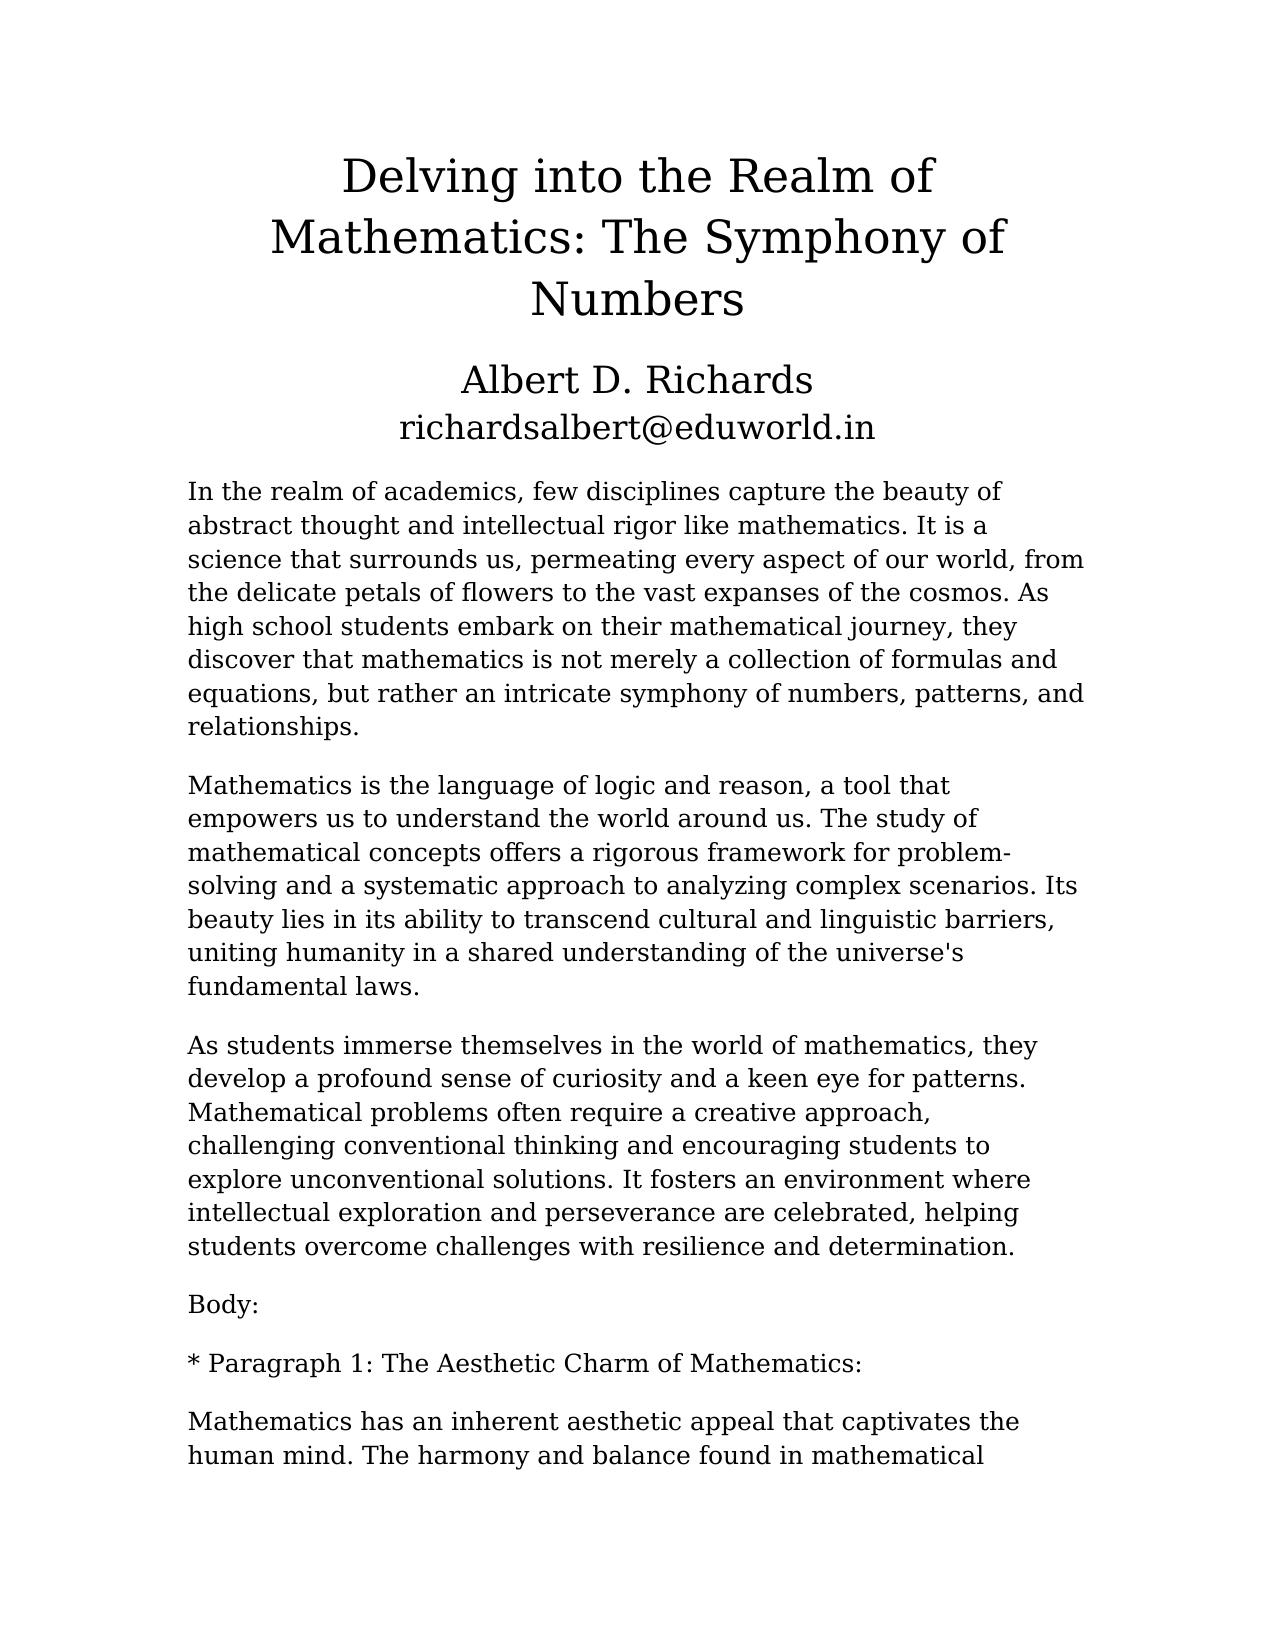 Delving into the Realm of
Mathematics: The Symphony of
Numbers
Albert D. Richards
richardsalbert@eduworld.in
In the realm of academics, few disciplines capture the beauty of
abstract thought and intellectual rigor like mathematics. It is a
science that surrounds us, permeating every aspect of our world, from
the delicate petals of flowers to the vast expanses of the cosmos. As
high school students embark on their mathematical journey, they
discover that mathematics is not merely a collection of formulas and
equations, but rather an intricate symphony of numbers, patterns, and
relationships.
Mathematics is the language of logic and reason, a tool that
empowers us to understand the world around us. The study of
mathematical concepts offers a rigorous framework for problem-
solving and a systematic approach to analyzing complex scenarios. Its
beauty lies in its ability to transcend cultural and linguistic barriers,
uniting humanity in a shared understanding of the universe's
fundamental laws.
As students immerse themselves in the world of mathematics, they
develop a profound sense of curiosity and a keen eye for patterns.
Mathematical problems often require a creative approach,
challenging conventional thinking and encouraging students to
explore unconventional solutions. It fosters an environment where
intellectual exploration and perseverance are celebrated, helping
students overcome challenges with resilience and determination.
Body:
* Paragraph 1: The Aesthetic Charm of Mathematics:
Mathematics has an inherent aesthetic appeal that captivates the
human mind. The harmony and balance found in mathematical